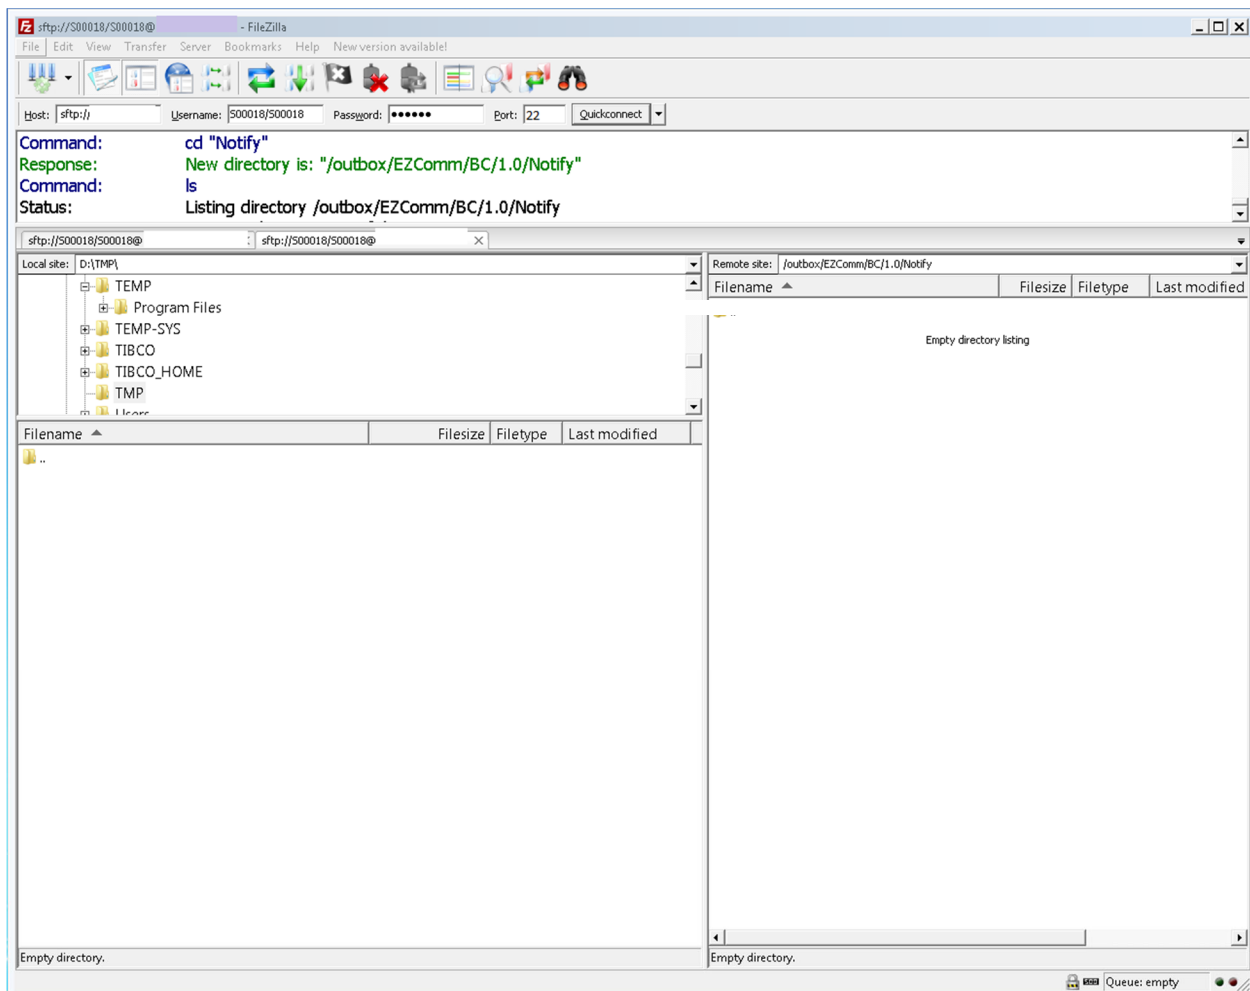 sftp://S00018/S00018@ - FileZilla
File Edit View Transfer Server Bookmarks Help New version available!
Host: sftp:/ Username: S00018/S00018 Password: ●●●●●● Port: 22 Quickconnect
Command: cd "Notify"
Response: New directory is: "/outbox/EZComm/BC/1.0/Notify"
Command: ls
Status: Listing directory /outbox/EZComm/BC/1.0/Notify
sftp://S00018/S00018@ sftp://S00018/S00018@
Local site: D:\TMP\
TEMP
Program Files
TEMP-SYS
TIBCO
TIBCO_HOME
TMP
Users
Filename Filesize Filetype Last modified
..
Empty directory.
Remote site: /outbox/EZComm/BC/1.0/Notify
Filename Filesize Filetype Last modified
..
Empty directory listing
Empty directory.
Queue: empty